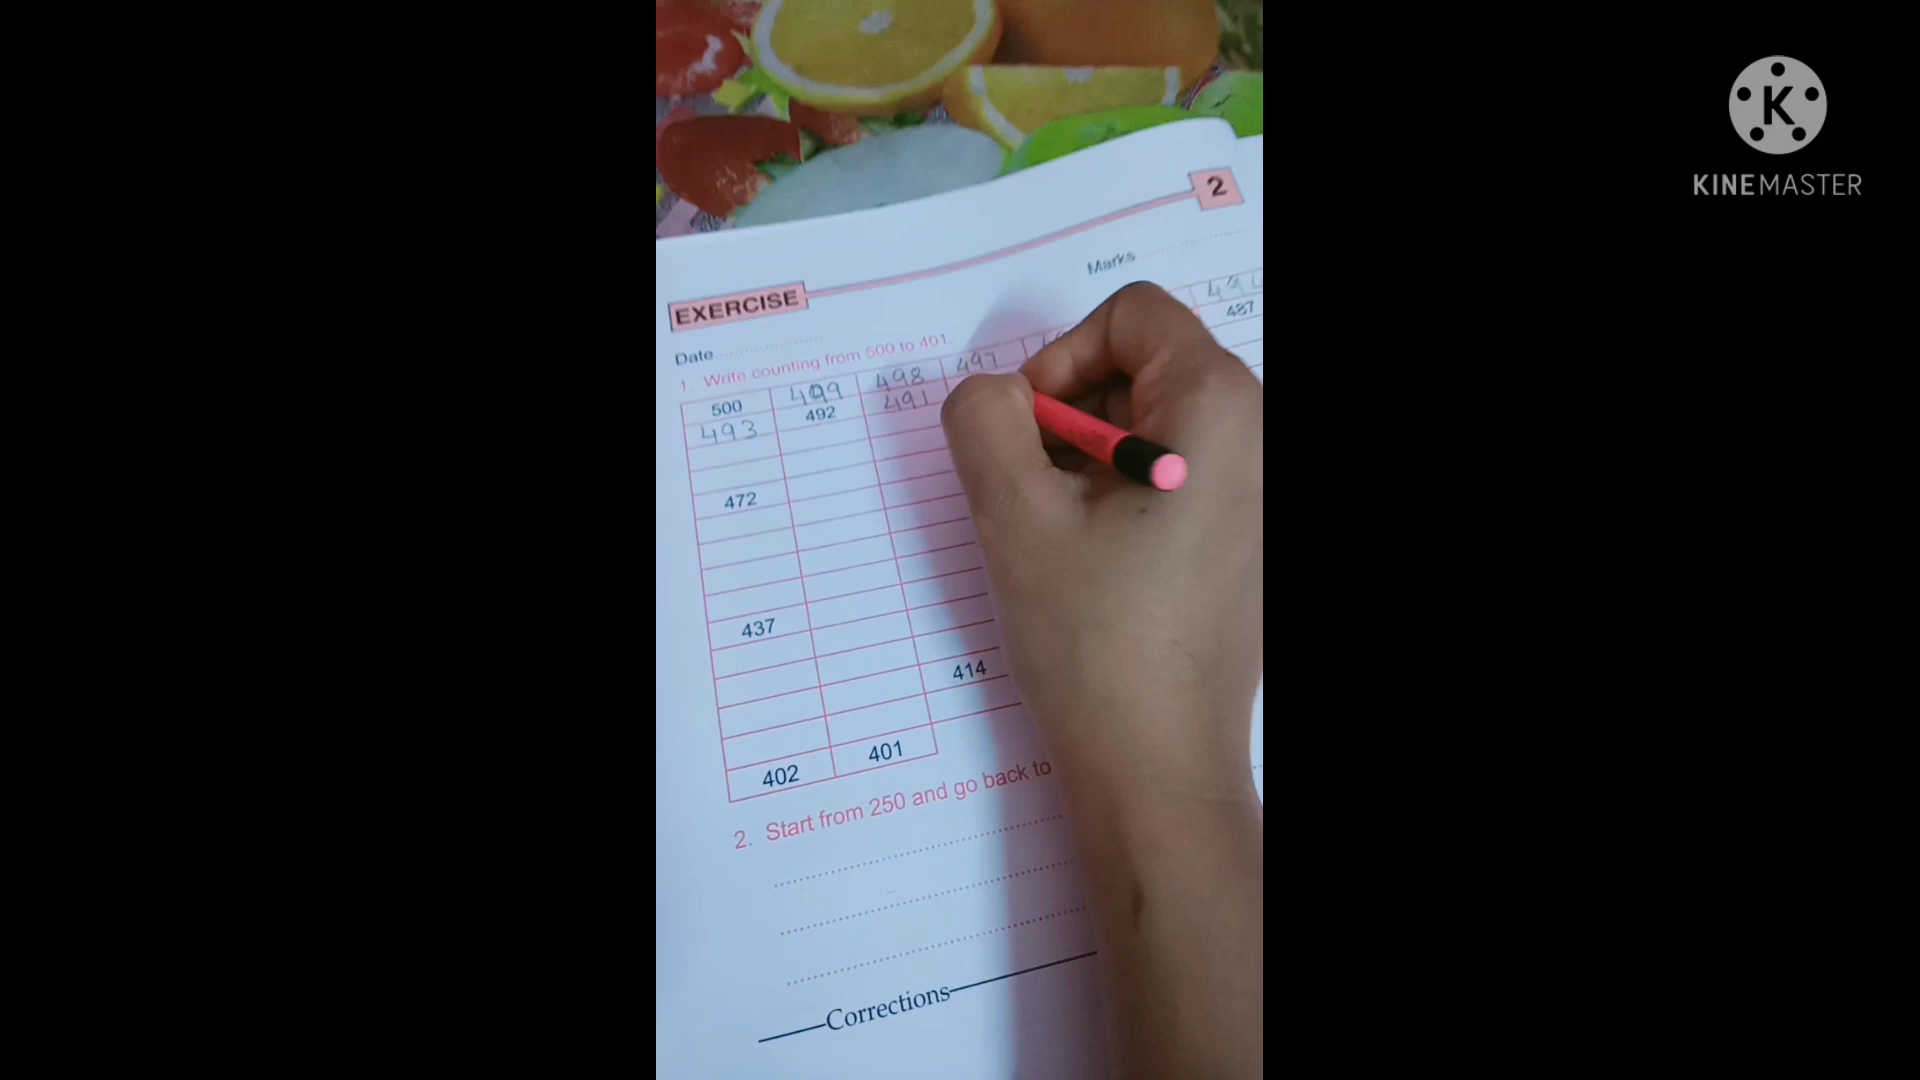 KINEMASTER
2
EXERCISE
Marks
Date
1. Write counting from 500 to 401.
500 499 498 497
493 492 491 487
472
437
414
402 401
2. Start from 250 and go back to
Corrections